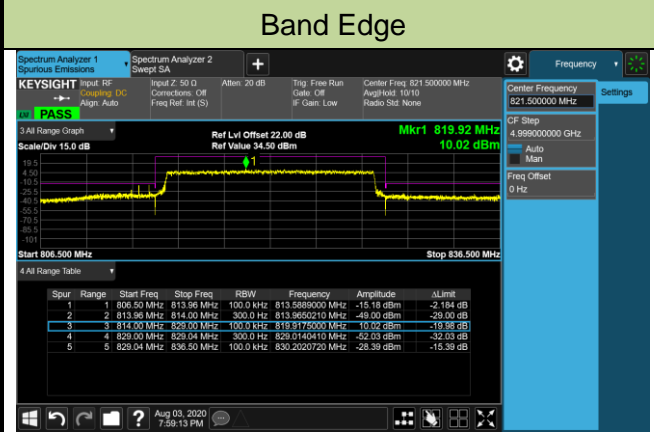 Band Edge
Spectrum Analyzer 1
Spurious Emissions
Spectrum Analyzer 2
Swept SA
Frequency
KEYSIGHT
Input: RF
Coupling: DC
Align: Auto
Input Z: 50 Ω
Corrections: Off
Freq Ref: Int (S)
Atten: 20 dB
Trig: Free Run
Gate: Off
IF Gain: Low
Center Freq: 821.500000 MHz
Avg|Hold: 10/10
Radio Std: None
PASS
Center Frequency
821.500000 MHz
Settings
CF Step
4.999000000 GHz
Auto
Man
Freq Offset
0 Hz
3 All Range Graph
Scale/Div 15.0 dB
Ref Lvl Offset 22.00 dB
Ref Value 34.50 dBm
Mkr1 819.92 MHz
10.02 dBm
1
19.5
4.50
-10.5
-25.5
-40.5
-55.5
-70.5
-85.5
-101
Start 806.500 MHz
Stop 836.500 MHz
4 All Range Table
Spur Range Start Freq Stop Freq RBW Frequency Amplitude ΔLimit
1 1 806.50 MHz 813.96 MHz 100.0 kHz 813.5889000 MHz -15.18 dBm -2.184 dB
2 2 813.96 MHz 814.00 MHz 300.0 Hz 813.9650210 MHz -49.00 dBm -29.00 dB
3 3 814.00 MHz 829.00 MHz 100.0 kHz 819.9175000 MHz 10.02 dBm -19.98 dB
4 4 829.00 MHz 829.04 MHz 300.0 Hz 829.0140410 MHz -52.03 dBm -32.03 dB
5 5 829.04 MHz 836.50 MHz 100.0 kHz 830.2020720 MHz -28.39 dBm -15.39 dB
Aug 03, 2020
7:59:13 PM